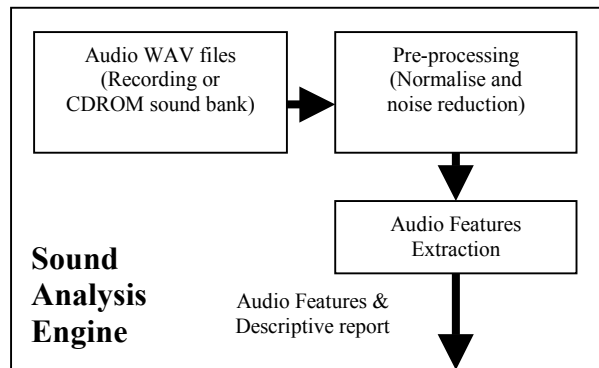 Audio WAV files
(Recording or
CDROM sound bank)
Pre-processing
(Normalise and
noise reduction)
Audio Features
Extraction
Sound
Analysis
Engine
Audio Features &
Descriptive report